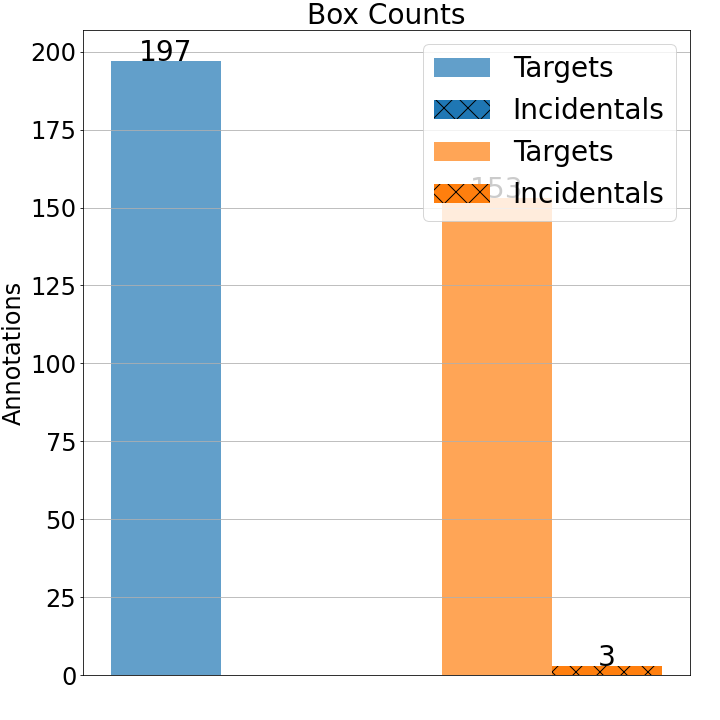 Box Counts
Annotations
200
175
150
125
100
75
50
25
0
197
153
3
Targets
Incidentals
Targets
Incidentals